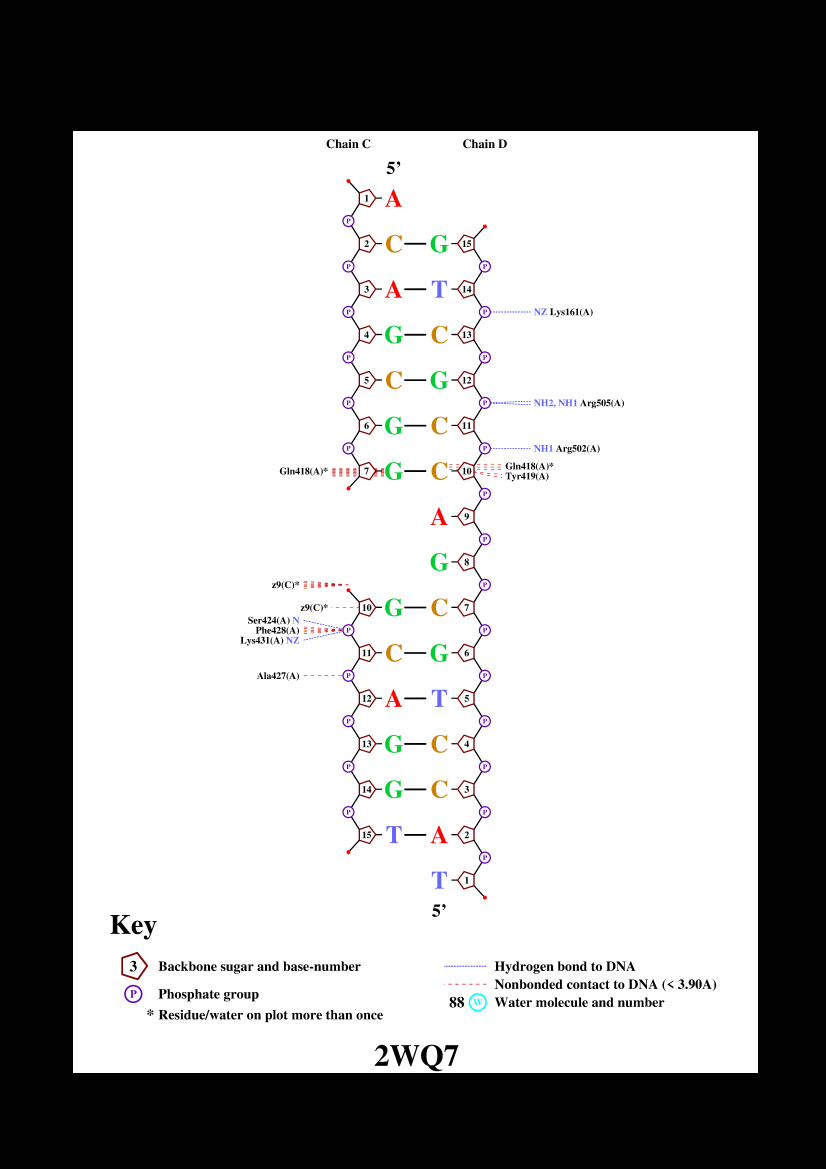 Chain C Chain D
5’
1 A
P
2 C G 15
P P
3 A T 14
P P NZ Lys161(A)
4 G C 13
P P
5 C G 12
P P NH2, NH1 Arg505(A)
6 G C 11
P P NH1 Arg502(A)
Gln418(A)* 7 G C 10 Gln418(A)*
Tyr419(A)
P
A 9
P
G 8
z9(C)* P
z9(C)* 10 G C 7
Ser424(A) N
Phe428(A) P P
Lys431(A) NZ
11 C G 6
Ala427(A) P P
12 A T 5
P P
13 G C 4
P P
14 G C 3
P P
15 T A 2
P
T 1
5’
Key
3 Backbone sugar and base-number
P Phosphate group
* Residue/water on plot more than once
Hydrogen bond to DNA
Nonbonded contact to DNA (< 3.90A)
88 W Water molecule and number
2WQ7